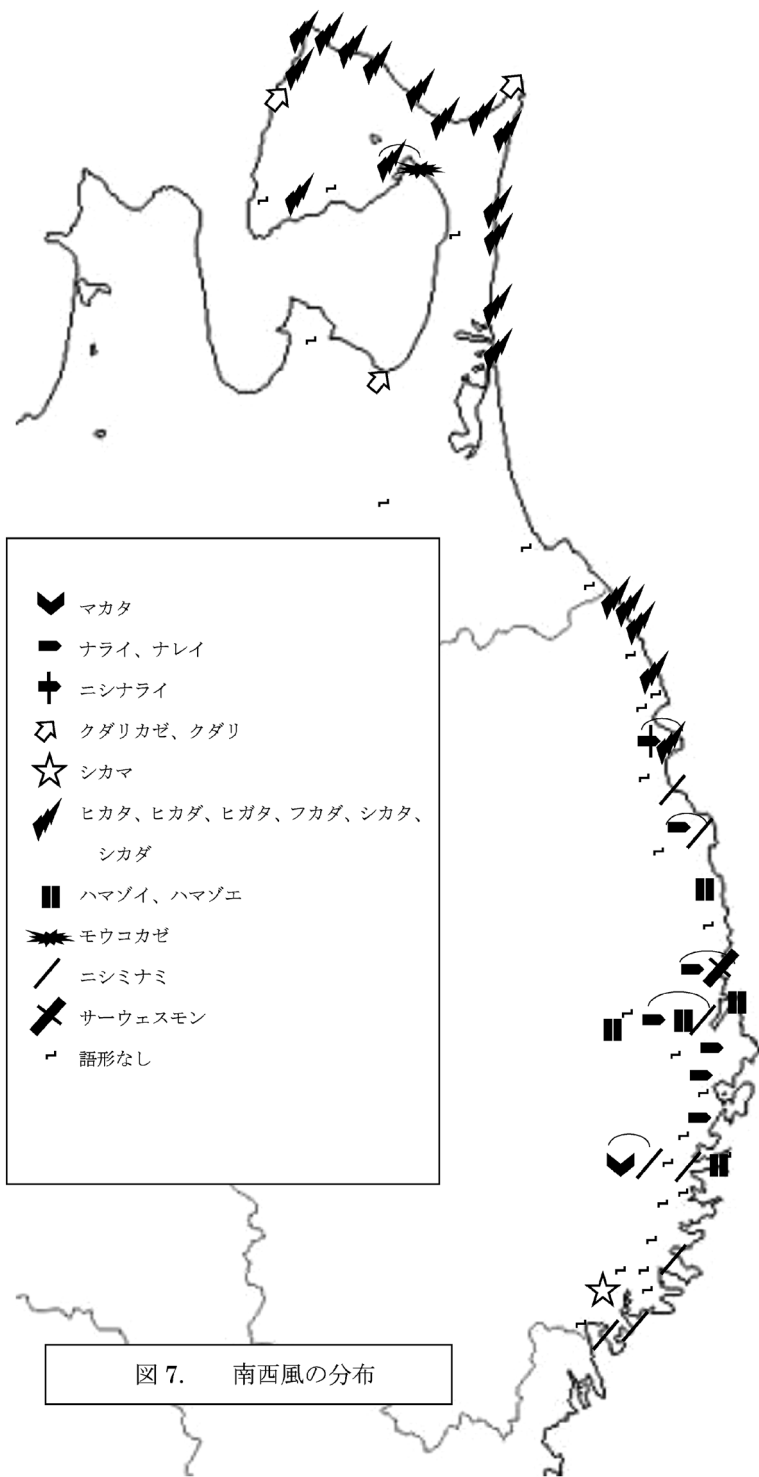 マカタ
ナライ、ナレイ
ニシナライ
クダリカゼ、クダリ
シカマ
ヒカタ、ヒカダ、ヒガタ、フカダ、シカタ、
シカダ
ハマゾイ、ハマゾエ
モウコカゼ
ニシミナミ
サーウェスモン
語形なし
図 7. 南西風の分布